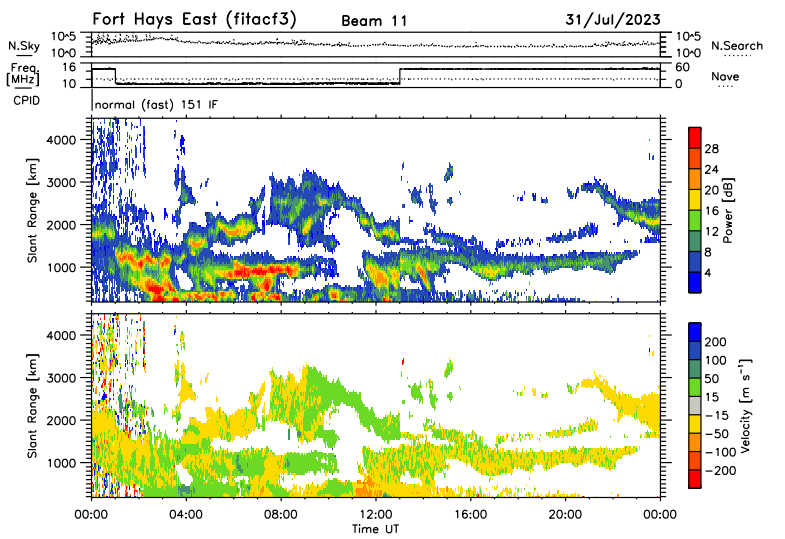 Fort Hays East (fitacf3) Beam 11 31/Jul/2023
N.Sky 10^5 10^0 10^5 10^0 N.Search
Freq. [MHz] 16 10 60 0 Nave
CPID normal (fast) 151 IF
Slant Range [km]
4000
3000
2000
1000
28
24
20
16
12
8
4
Power [dB]
Slant Range [km]
4000
3000
2000
1000
200
100
50
15
-15
-50
-100
-200
Velocity [m s⁻¹]
00:00 04:00 08:00 12:00 16:00 20:00 00:00
Time UT